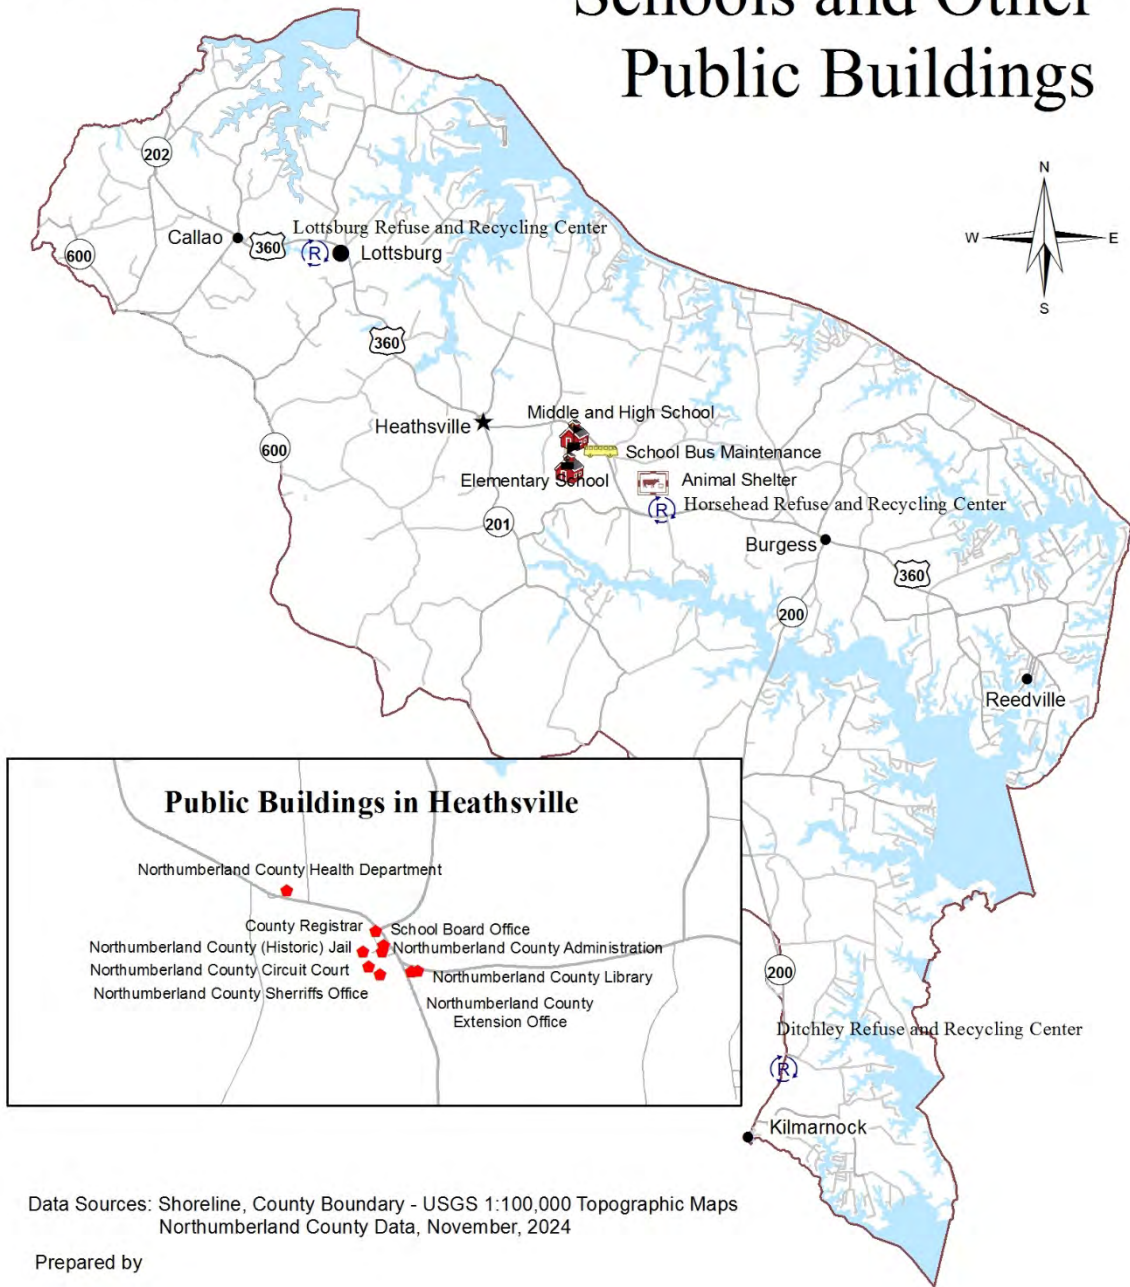 Schools and Other
Public Buildings
N
W
E
S
202
Lottsburg Refuse and Recycling Center
Callao
360
R
Lottsburg
600
360
Middle and High School
Heathsville
600
School Bus Maintenance
Elementary School
Animal Shelter
R
Horsehead Refuse and Recycling Center
201
Burgess
360
200
Reedville
Public Buildings in Heathsville
Northumberland County Health Department
County Registrar
School Board Office
Northumberland County (Historic) Jail
Northumberland County Administration
Northumberland County Circuit Court
Northumberland County Library
Northumberland County Sherriffs Office
Northumberland County
Extension Office
200
Ditchley Refuse and Recycling Center
R
Kilmarnock
Data Sources: Shoreline, County Boundary - USGS 1:100,000 Topographic Maps
Northumberland County Data, November, 2024
Prepared by